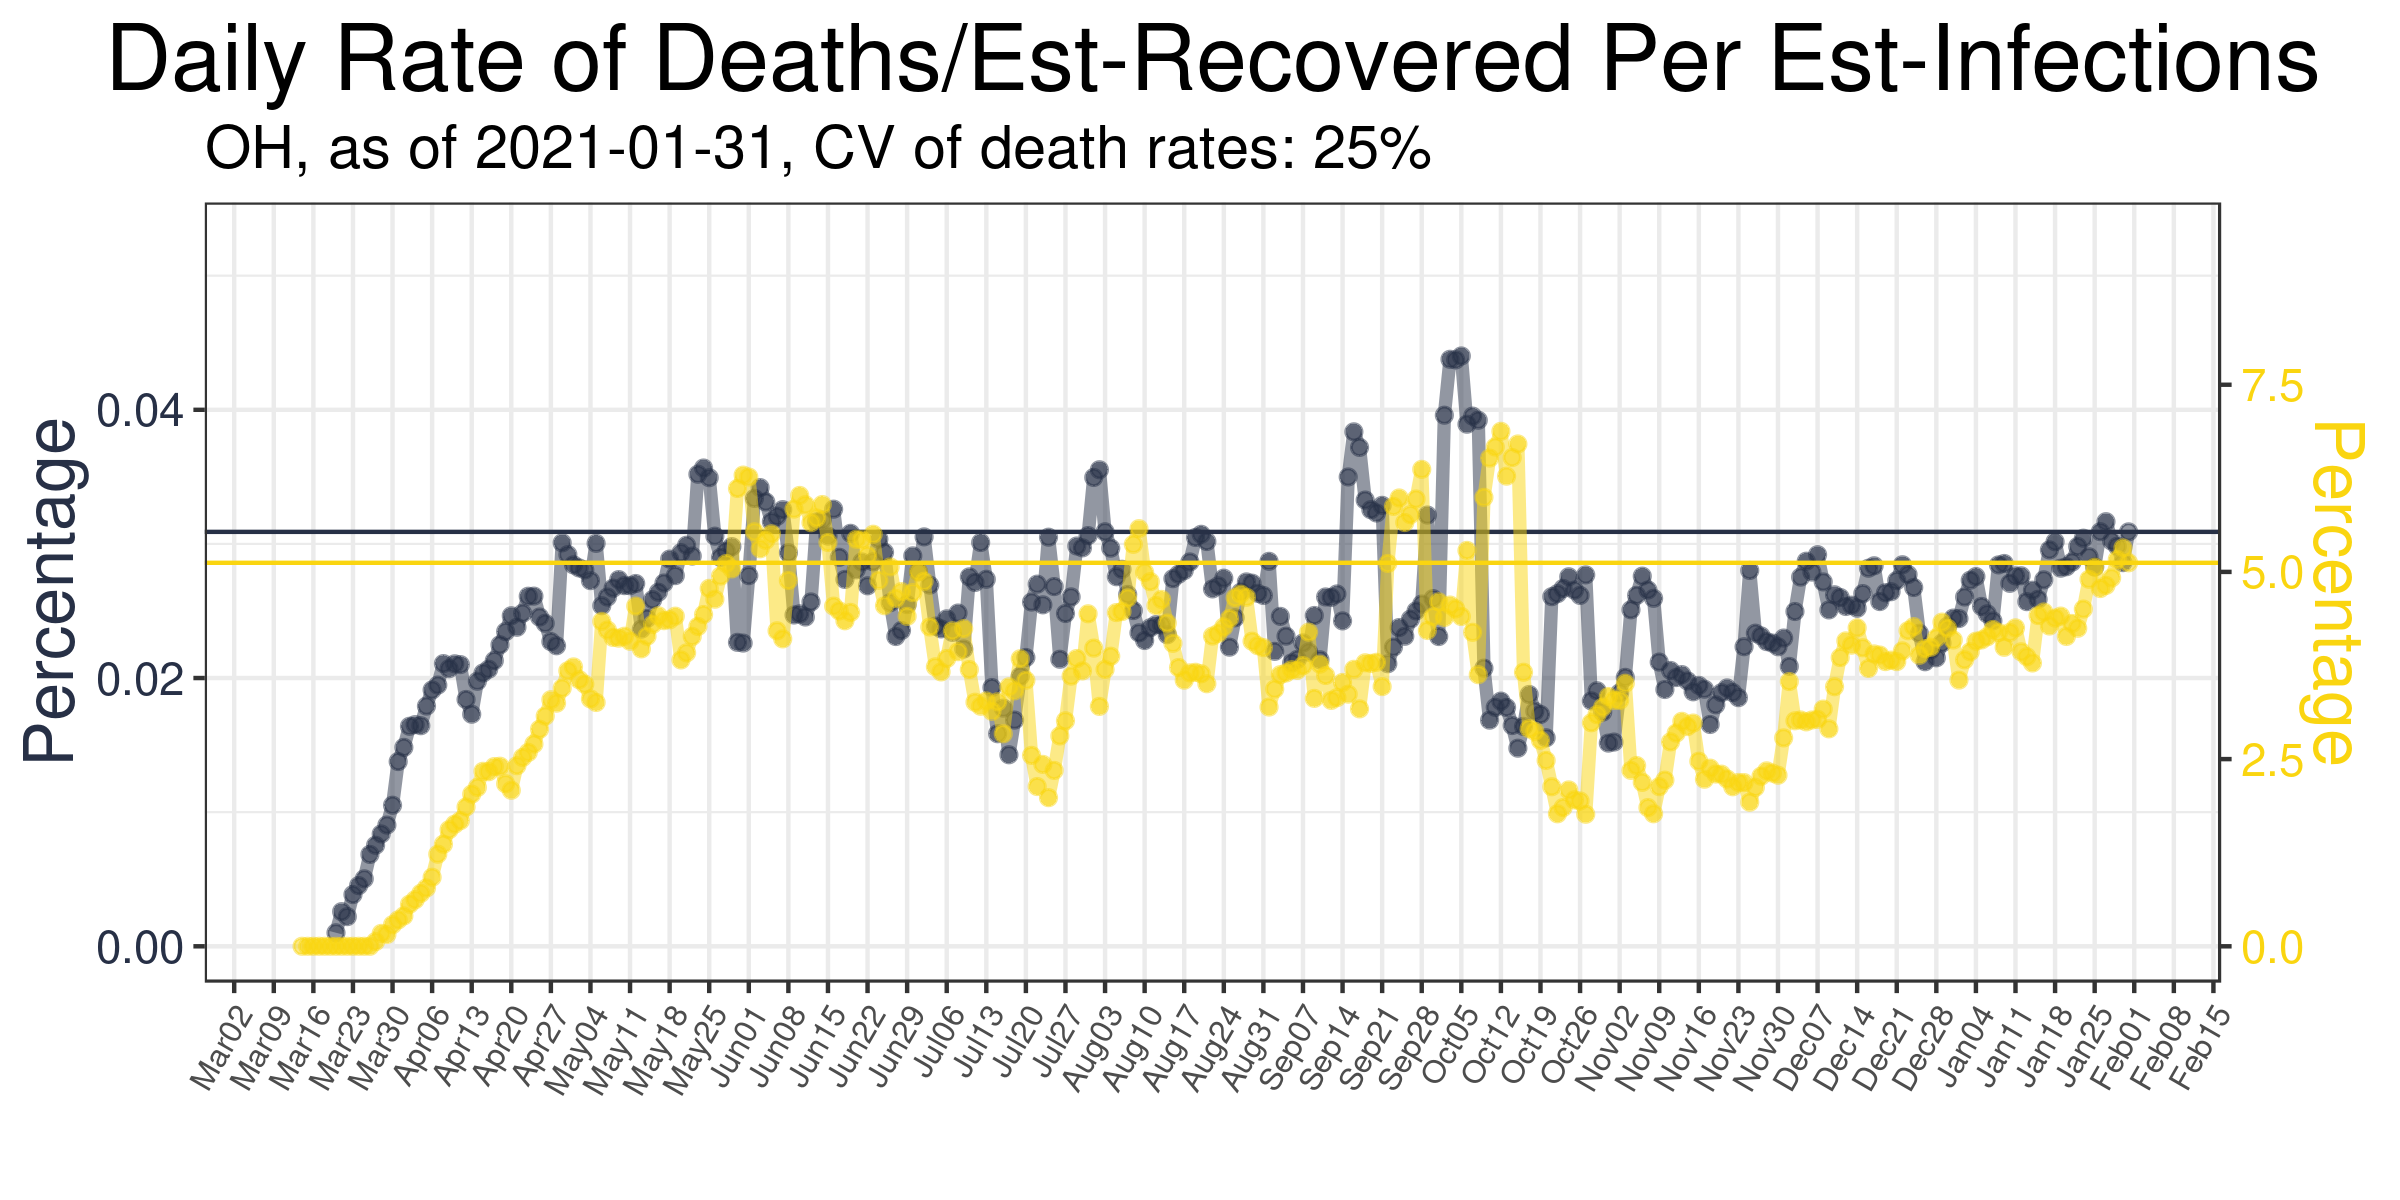 Daily Rate of Deaths/Est-Recovered Per Est-Infections
OH, as of 2021-01-31, CV of death rates: 25%
Percentage
0.04
0.02
0.00
7.5
5.0
2.5
0.0
Percentage
Mar02
Mar09
Mar16
Mar23
Mar30
Apr06
Apr13
Apr20
Apr27
May04
May11
May18
May25
Jun01
Jun08
Jun15
Jun22
Jun29
Jul06
Jul13
Jul20
Jul27
Aug03
Aug10
Aug17
Aug24
Aug31
Sep07
Sep14
Sep21
Sep28
Oct05
Oct12
Oct19
Oct26
Nov02
Nov09
Nov16
Nov23
Nov30
Dec07
Dec14
Dec21
Dec28
Jan04
Jan11
Jan18
Jan25
Feb01
Feb08
Feb15